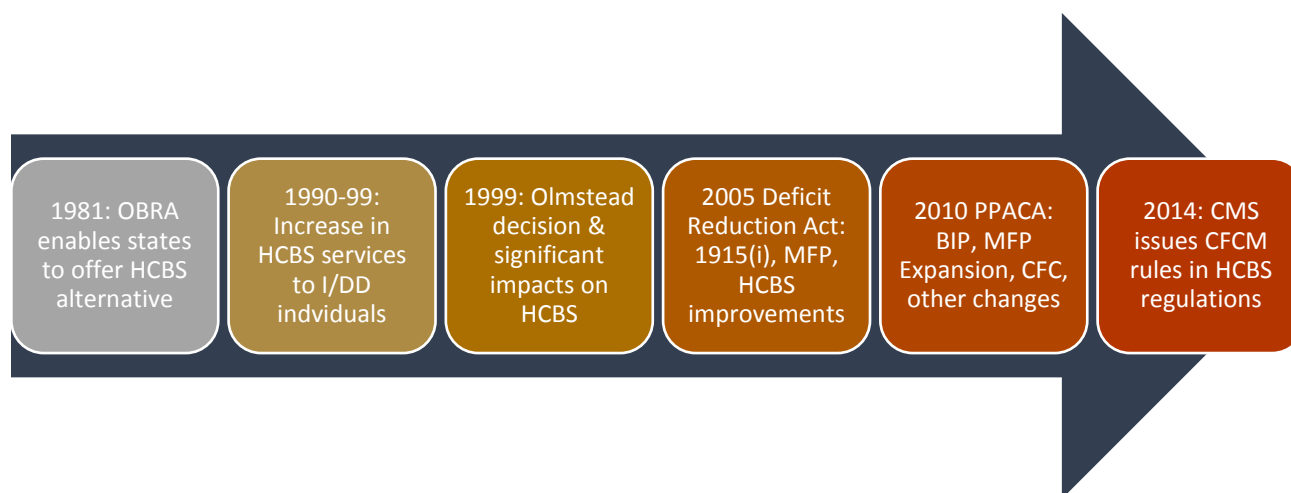 1981: OBRA
enables states
to offer HCBS
alternative
1990-99:
Increase in
HCBS services
to I/DD
indviduals
1999: Olmstead
decision &
significant
impacts on
HCBS
2005 Deficit
Reduction Act:
1915(i), MFP,
HCBS
improvements
2010 PPACA:
BIP, MFP
Expansion, CFC,
other changes
2014: CMS
issues CFCM
rules in HCBS
regulations